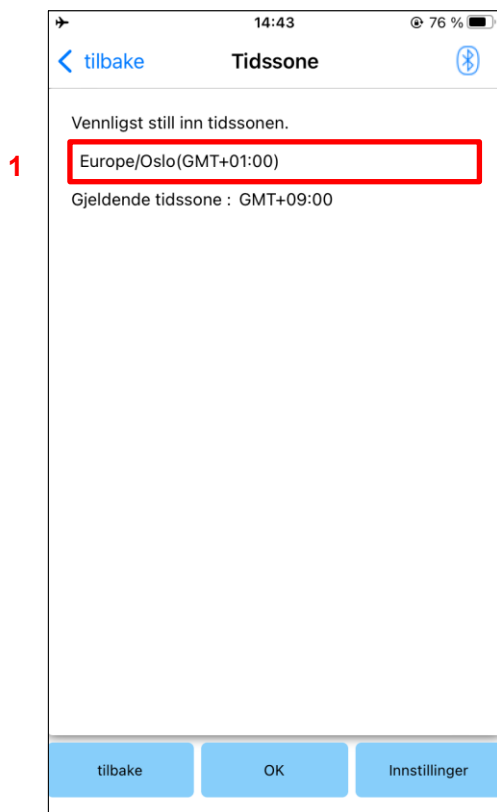 14:43
76 %
tilbake
Tidssone
Vennligst still inn tidssonen.
1
Europe/Oslo(GMT+01:00)
Gjeldende tidssone : GMT+09:00
tilbake
OK
Innstillinger